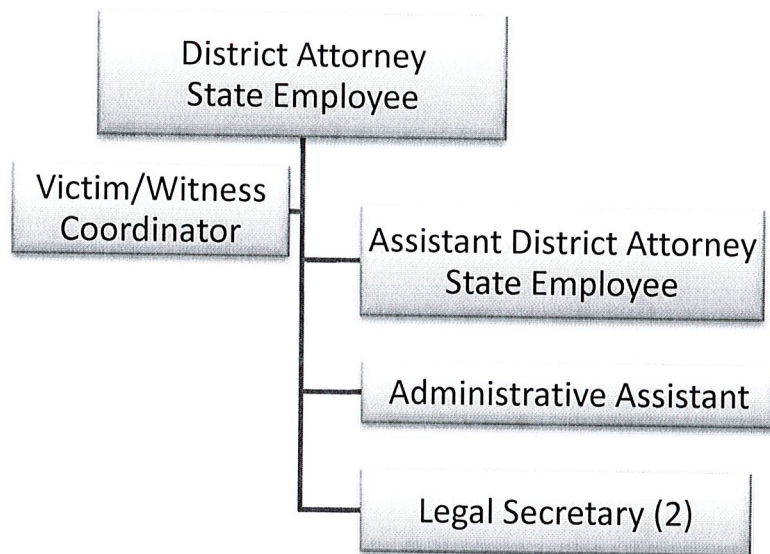 District Attorney
State Employee
Victim/Witness
Coordinator
Assistant District Attorney
State Employee
Administrative Assistant
Legal Secretary (2)